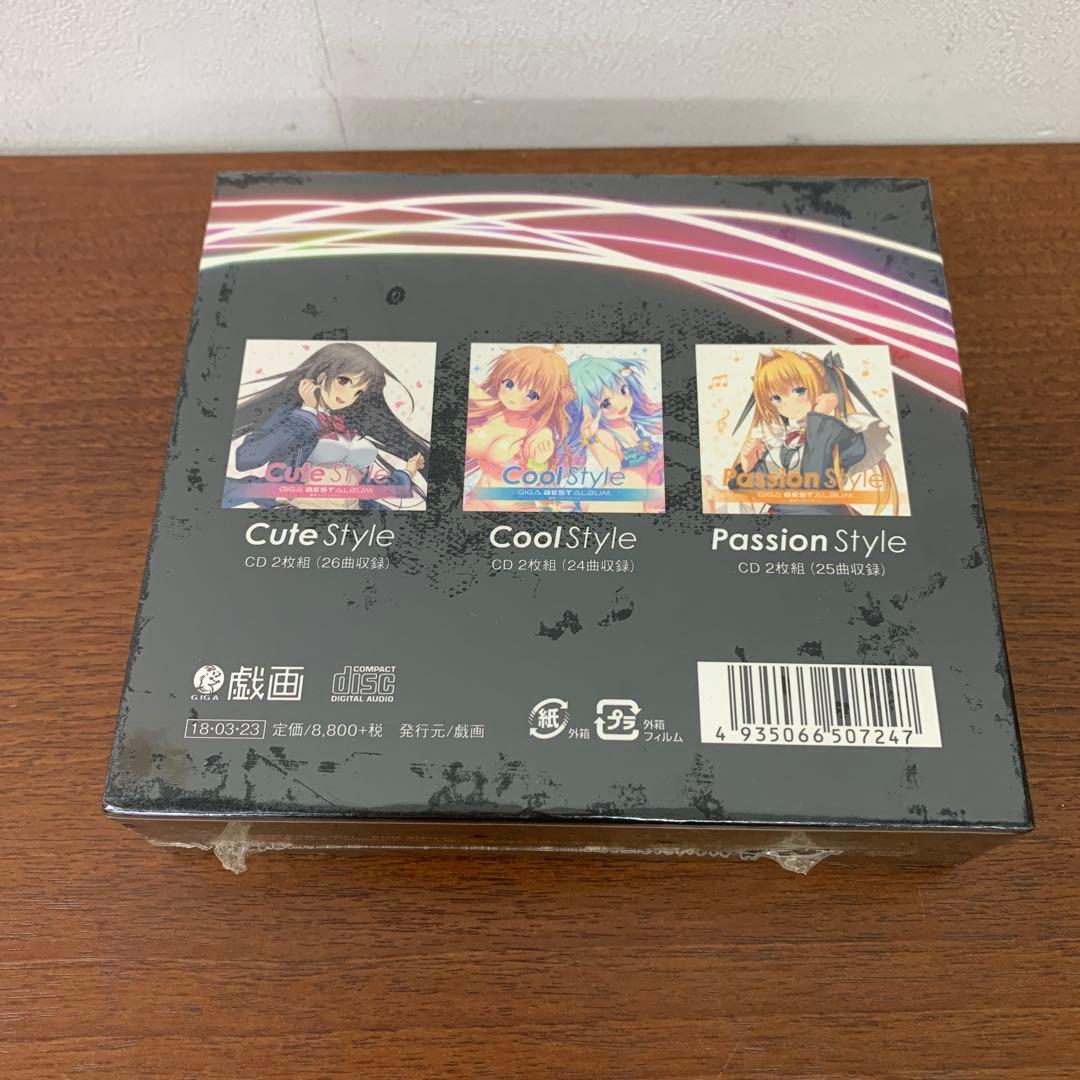 Cute Style
GIGA BEST ALBUM
Cool Style
GIGA BEST ALBUM
Passion Style
GIGA BEST ALBUM
Cute Style
CD 2枚組（26曲収録）
Cool Style
CD 2枚組（24曲収録）
Passion Style
CD 2枚組（25曲収録）
GIGA
戯画
COMPACT
disc
DIGITAL AUDIO
18・03・23 定価/8,800+税 発行元/戯画
紙 外箱
プラ 外箱
フィルム
4 935066 507247